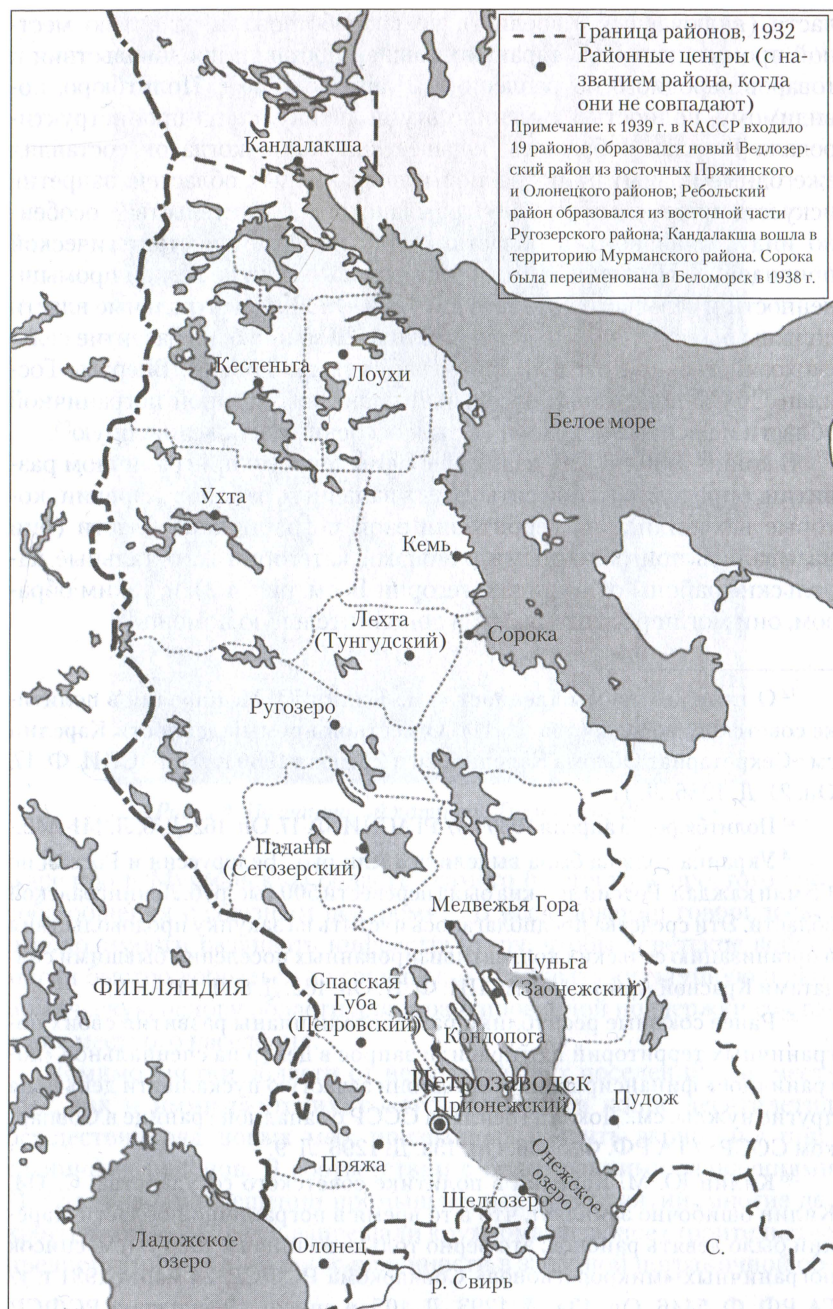 Граница районов, 1932
Районные центры (с на-
званием района, когда
они не совпадают)
Примечание: к 1939 г. в КАССР входило
19 районов, образовался новый Ведлозер-
ский район из восточных Пряжинского
и Олонецкого районов. Ребольский
район образовался из восточной части
Ругозерского района; Кандалакша вошла в
территорию Мурманского района. Сорока
была переименована в Беломорск в 1938 г.
Кандалакша
Кестеньга
Лоухи
Белое море
Ухта
Кемь
Лехта
(Тунгудский)
Сорока
Ругозеро
Паданы
(Сегозерский)
Медвежья Гора
Шуньга
(Заонежский)
ФИНЛЯНДИЯ
Спасская
Губа
(Петровский)
Кондопога
Петрозаводск
(Прионежский)
Пудож
Онежское
озеро
Пряжа
Шелтозеро
Ладожское
озеро
Олонец
р. Свирь
С.